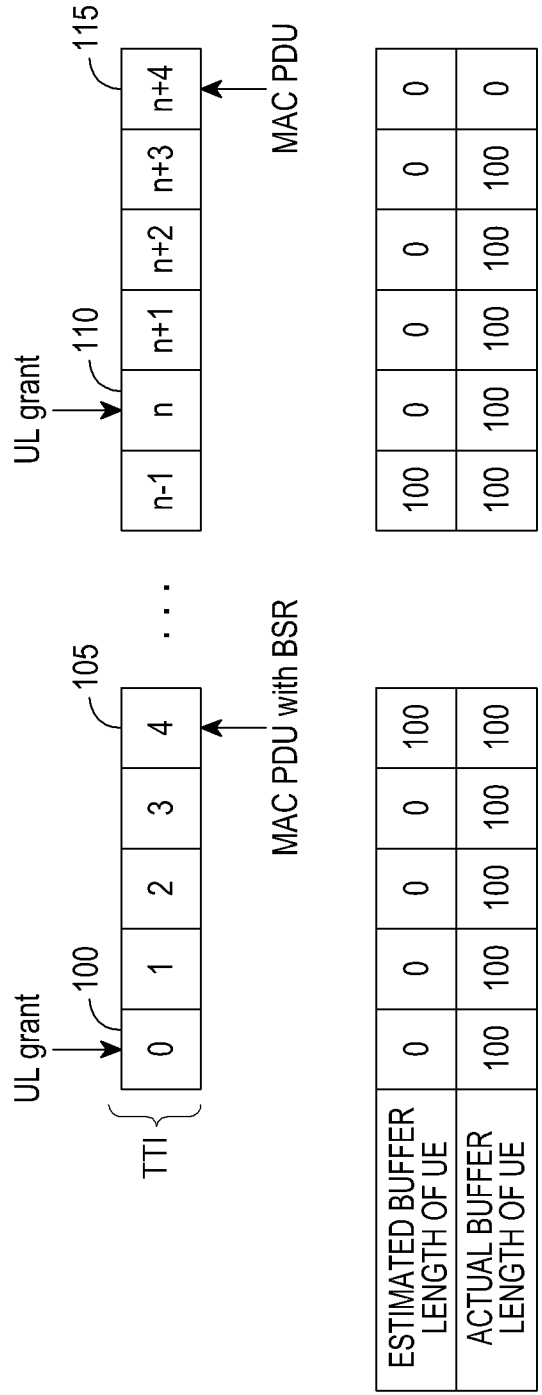 UL grant
UL grant
100
105
110
115
TTI
0 1 2 3 4 . . . n-1 n n+1 n+2 n+3 n+4
MAC PDU with BSR
MAC PDU
ESTIMATED BUFFER
LENGTH OF UE
0 0 0 0 100 100 0 0 0 0 0
ACTUAL BUFFER
LENGTH OF UE
100 100 100 100 100 100 100 100 100 100 0